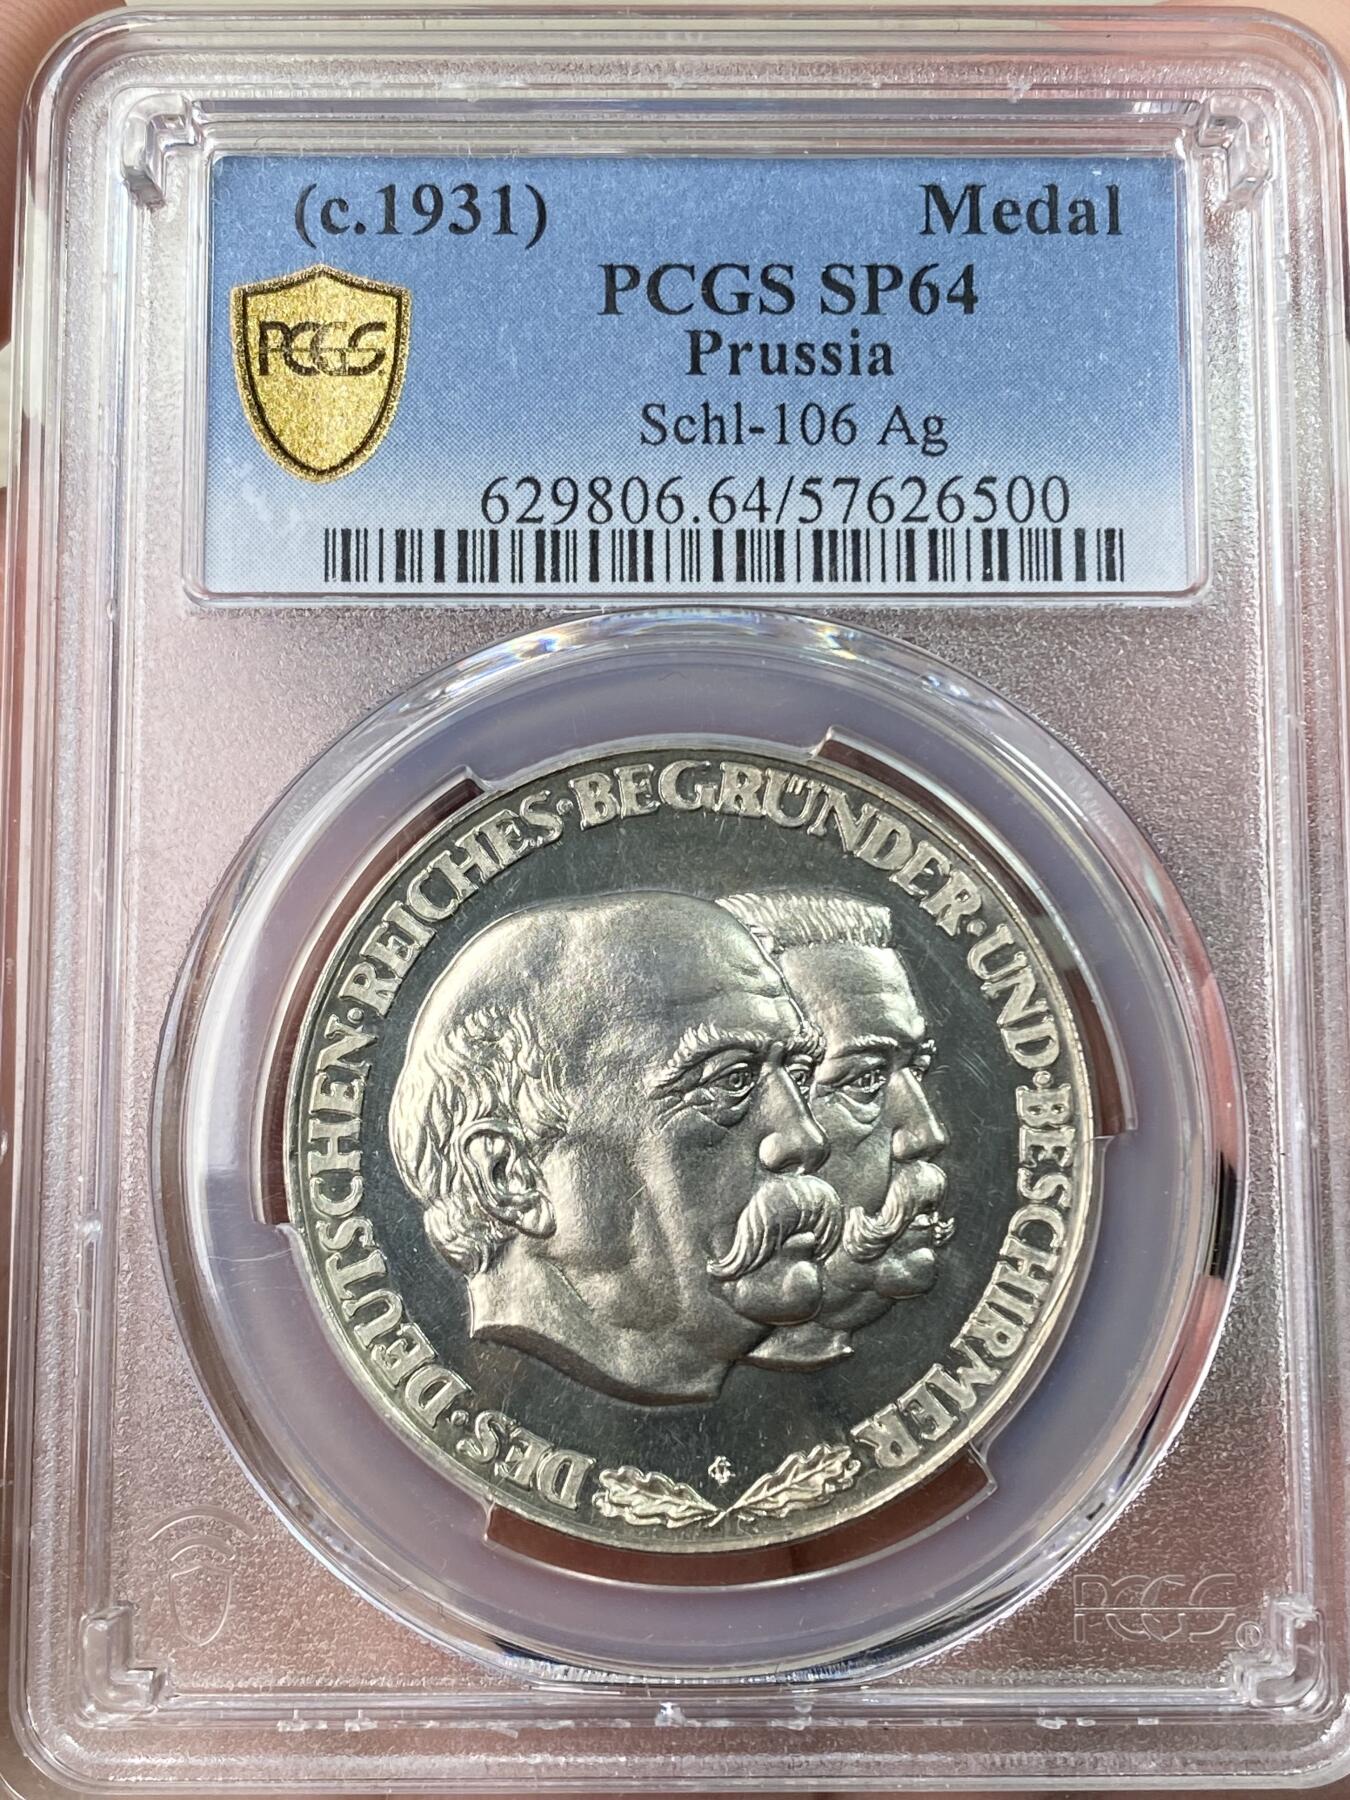 (c.1931) Medal
PCGS SP64
PCGS
Prussia
Schl-106 Ag
629806.64/57626500
DES·DEUTSCHEN·REICHES·BEGRÜNDER·UND·BESCHIRMER
PCGS